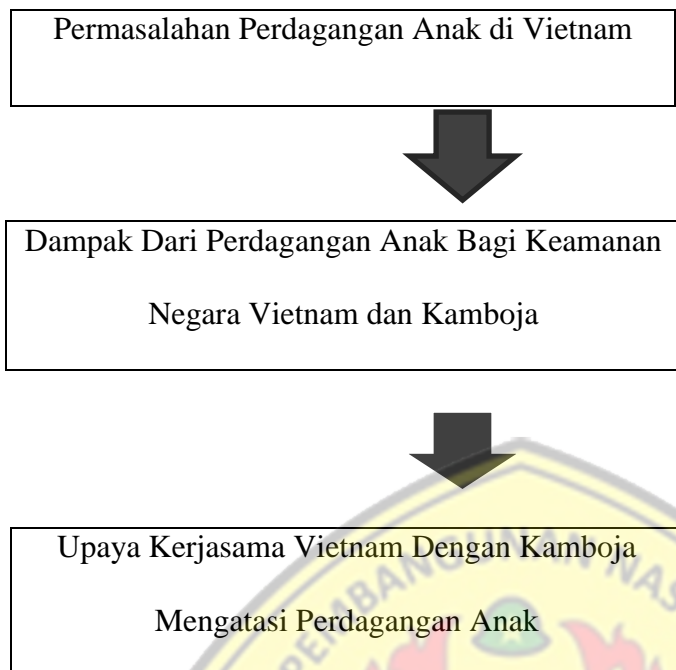 Permasalahan Perdagangan Anak di Vietnam
Dampak Dari Perdagangan Anak Bagi Keamanan
Negara Vietnam dan Kamboja
Upaya Kerjasama Vietnam Dengan Kamboja
Mengatasi Perdagangan Anak